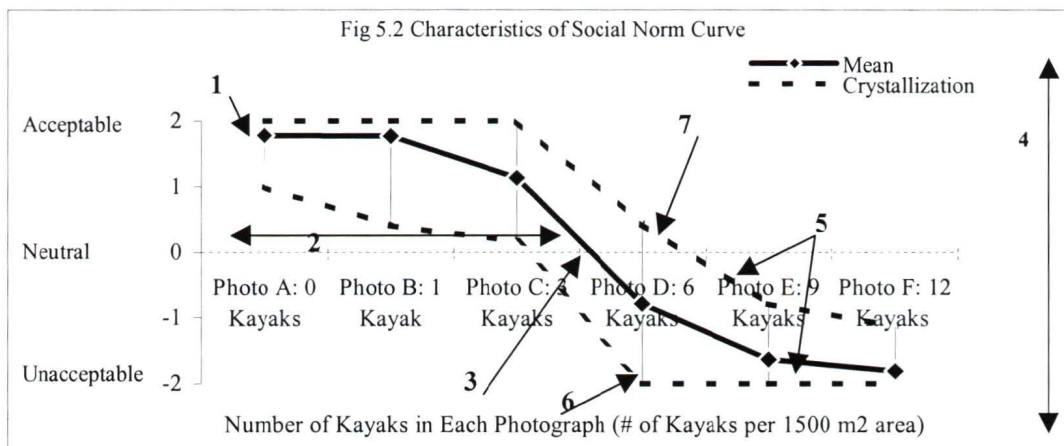 Fig 5.2 Characteristics of Social Norm Curve
Mean
Crystallization
1
Acceptable 2
7
4
1
5
2
Neutral 0
Photo A: 0 Kayaks
Photo B: 1 Kayak
Photo C: 3 Kayaks
Photo D: 6 Kayaks
Photo E: 9 Kayaks
Photo F: 12 Kayaks
-1
3
Unacceptable -2
6
Number of Kayaks in Each Photograph (# of Kayaks per 1500 m2 area)